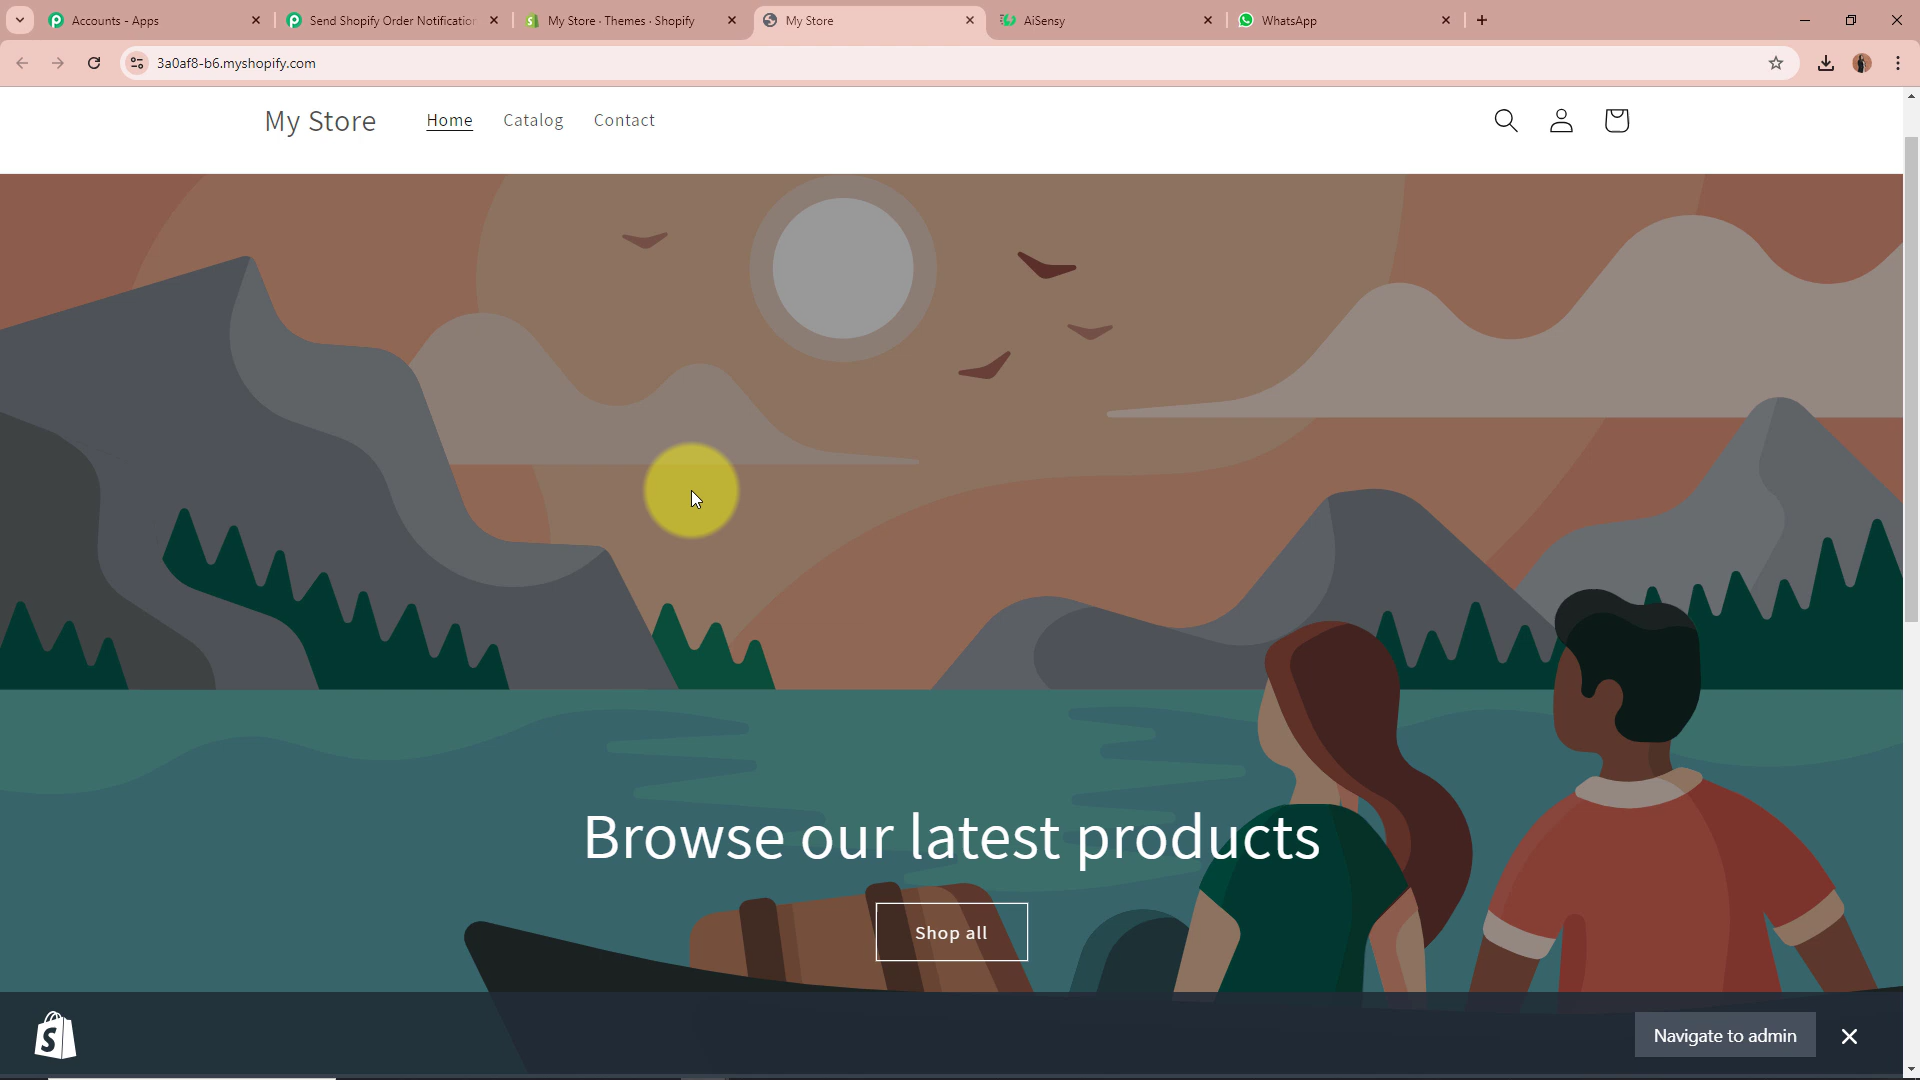 Accounts - Apps
Send Shopify Order Notification
My Store · Themes · Shopify
My Store
AiSensy
WhatsApp
3a0af8-b6.myshopify.com
My Store
Home
Catalog
Contact
Browse our latest products
Shop all
Navigate to admin